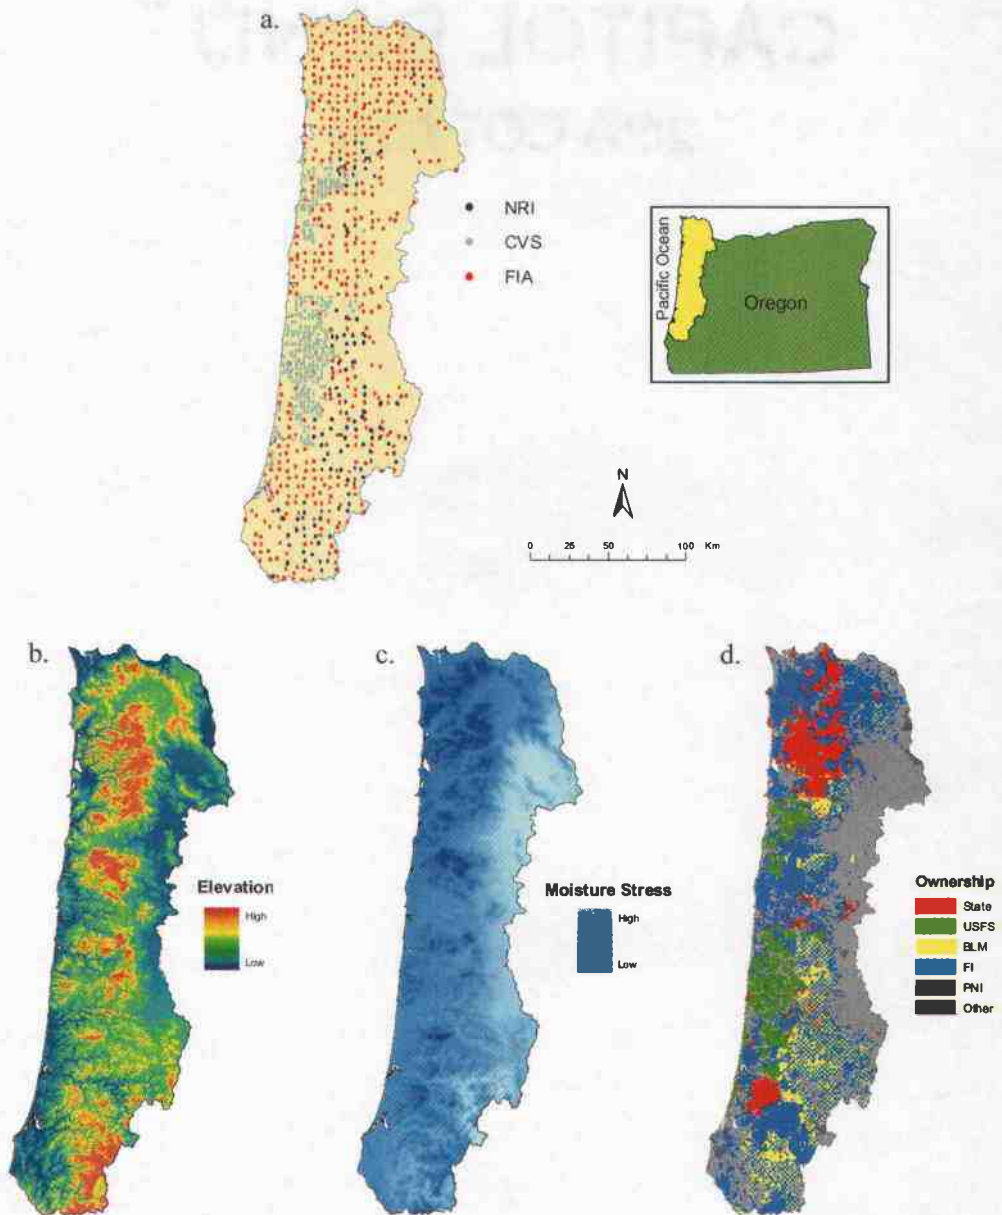 a.
NRI
CVS
FIA
Pacific Ocean
Oregon
N
0 25 50 100 Km
b.
Elevation
High
Low
c.
Moisture Stress
High
Low
d.
Ownership
State
USFS
BLM
FI
PNI
Other